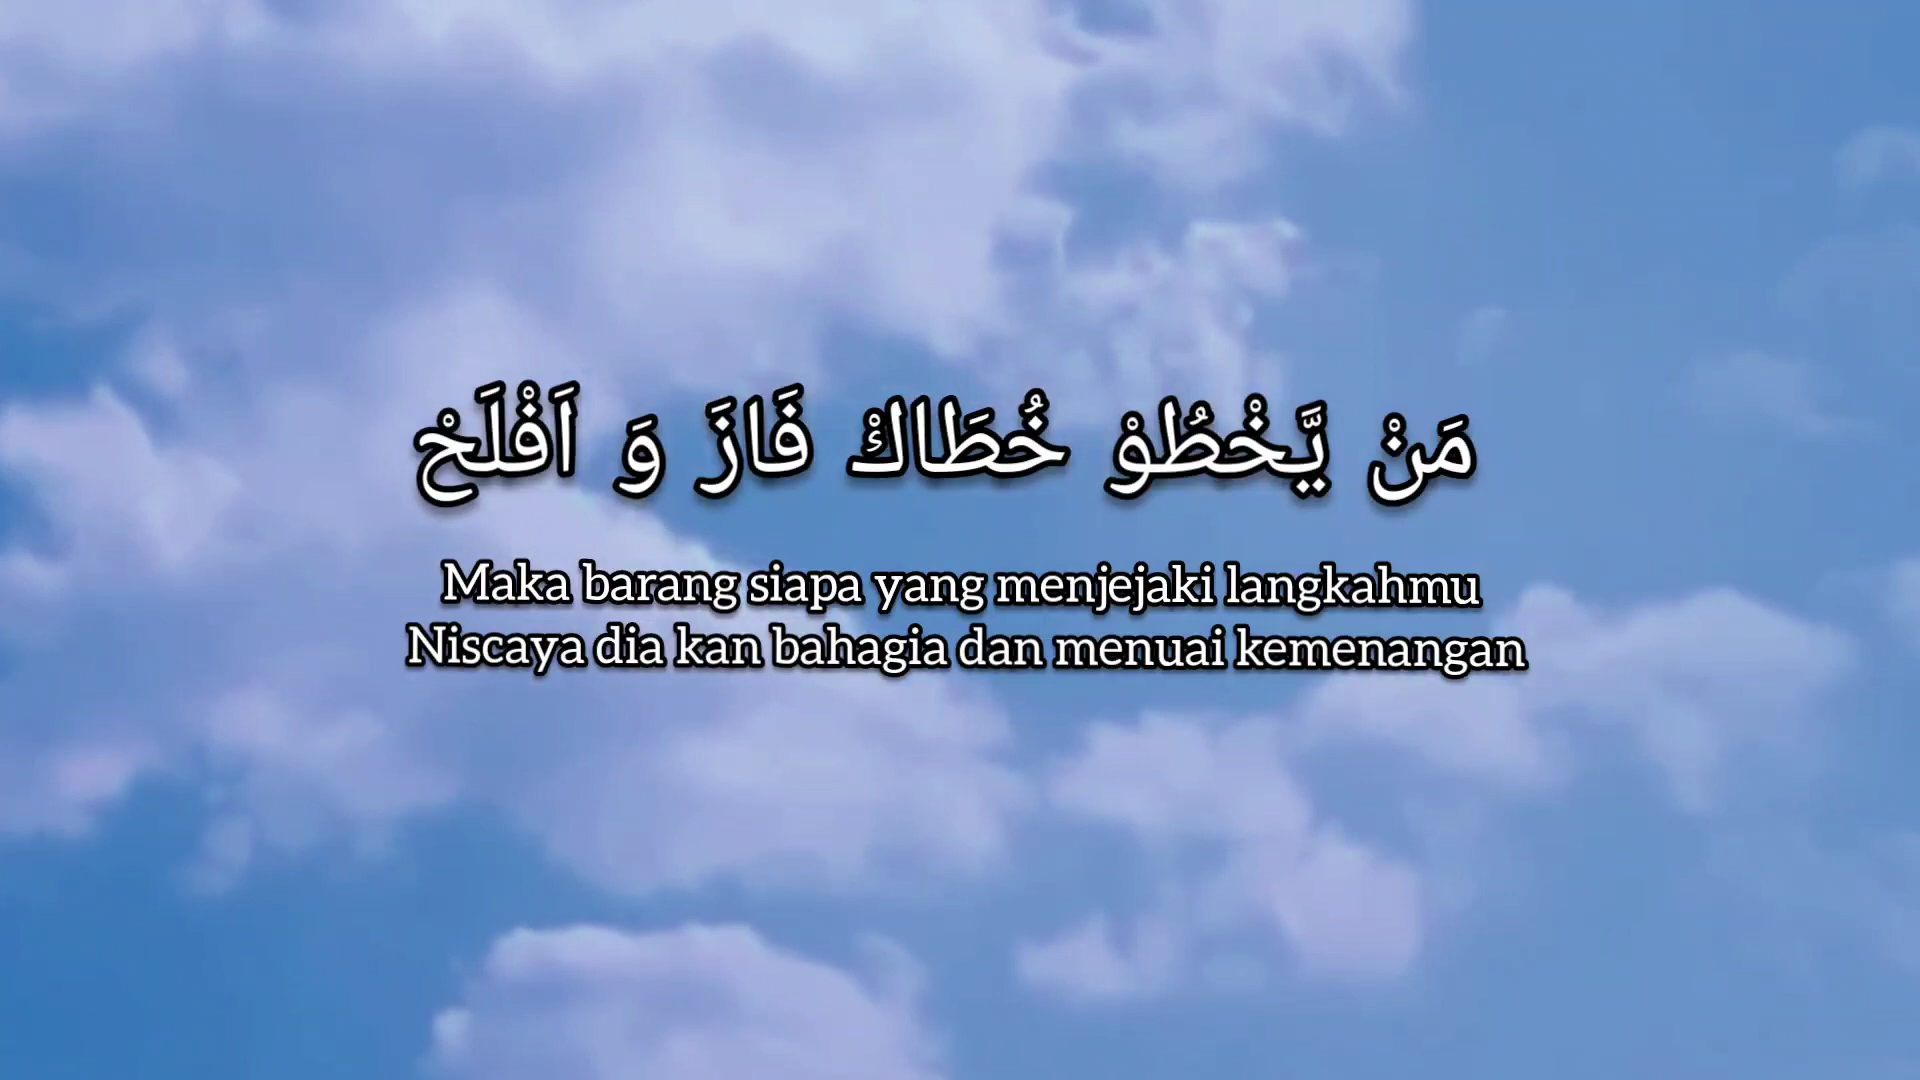 مَنْ يَّخْطُوْ خُطَاكْ فَازَ وَ اَفْلَحْ
Maka barang siapa yang menjejaki langkahmu
Niscaya dia kan bahagia dan menuai kemenangan